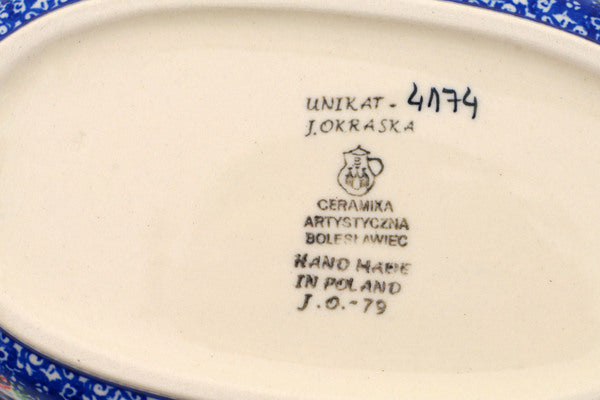 UNIKAT - 4174
J.OKRASKA
CERAMIKA
ARTYSTYCZNA
BOLESŁAWIEC
HAND MADE
IN POLAND
J.O.-79